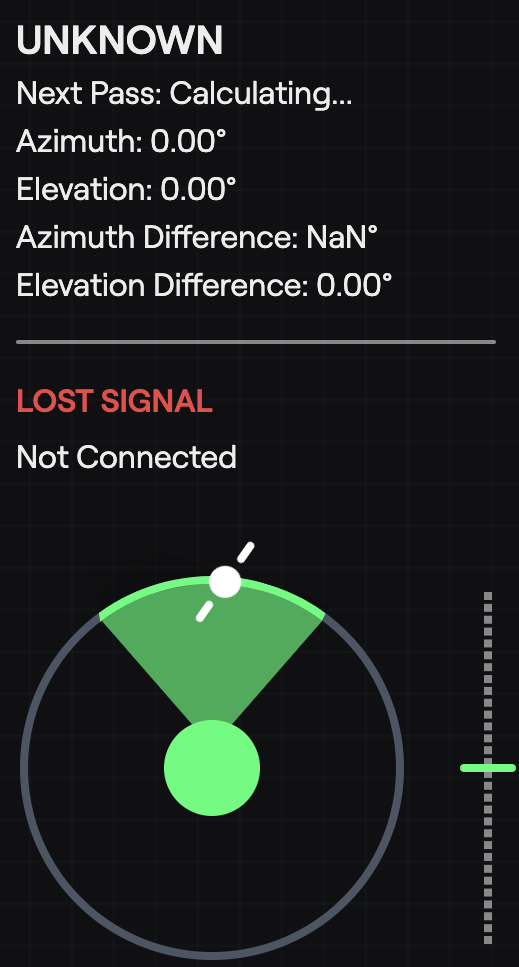 UNKNOWN
Next Pass: Calculating...
Azimuth: 0.00°
Elevation: 0.00°
Azimuth Difference: NaN°
Elevation Difference: 0.00°
LOST SIGNAL
Not Connected